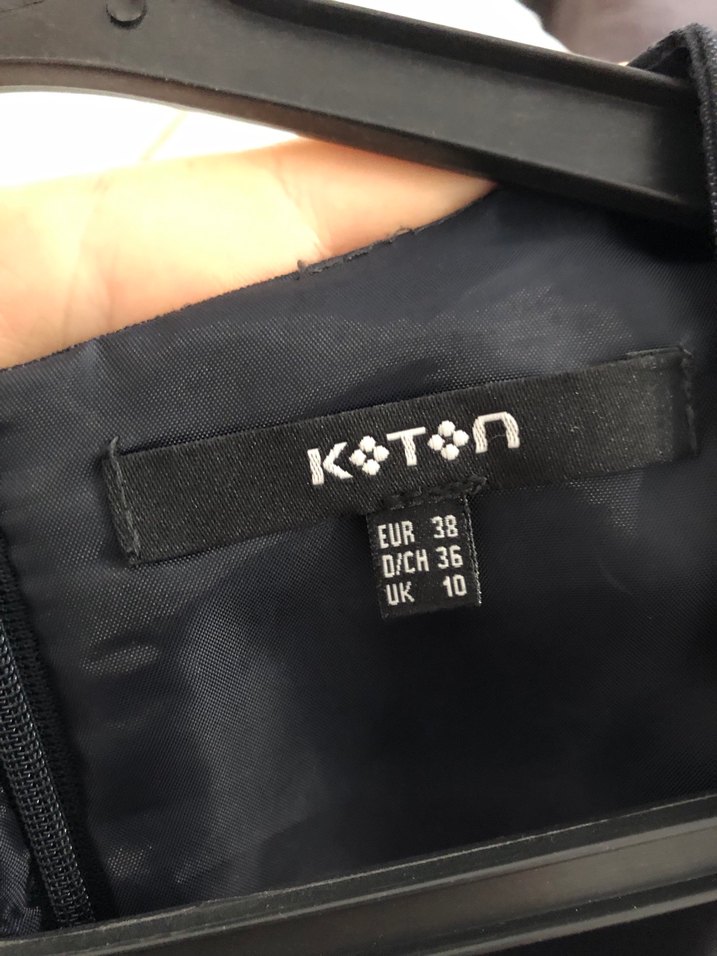 KOTON
EUR 38
D/CH 36
UK 10